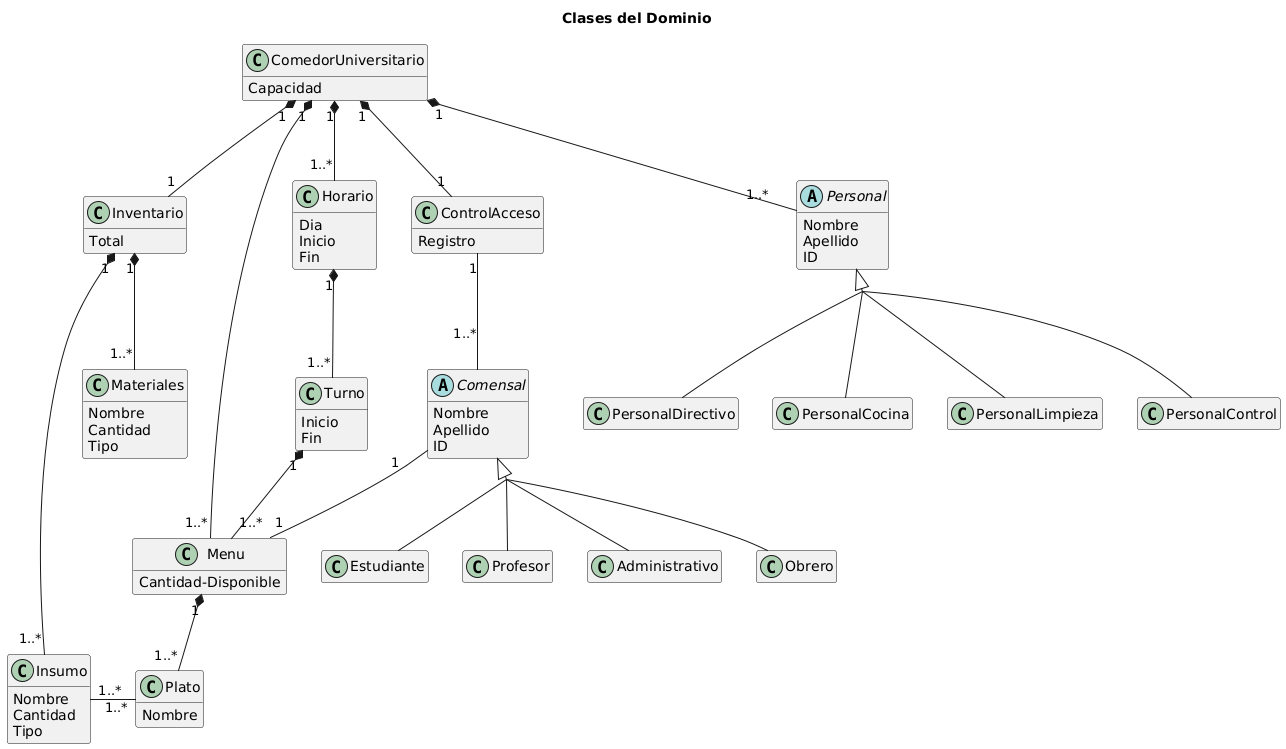 Clases del Dominio
C ComedorUniversitario
Capacidad
1
1
1
1
1
1
1..*
1
1..*
C Inventario
Total
C Horario
Dia
Inicio
Fin
C ControlAcceso
Registro
A Personal
Nombre
Apellido
ID
1
1
1
1
1..*
1..*
1..*
C Materiales
Nombre
Cantidad
Tipo
C Turno
Inicio
Fin
A Comensal
Nombre
Apellido
ID
C PersonalDirectivo
C PersonalCocina
C PersonalLimpieza
C PersonalControl
1
1
1..*
1..*
1
C Menu
Cantidad-Disponible
C Estudiante
C Profesor
C Administrativo
C Obrero
1
1..*
1..*
C Insumo
Nombre
Cantidad
Tipo
1..*
1..*
C Plato
Nombre